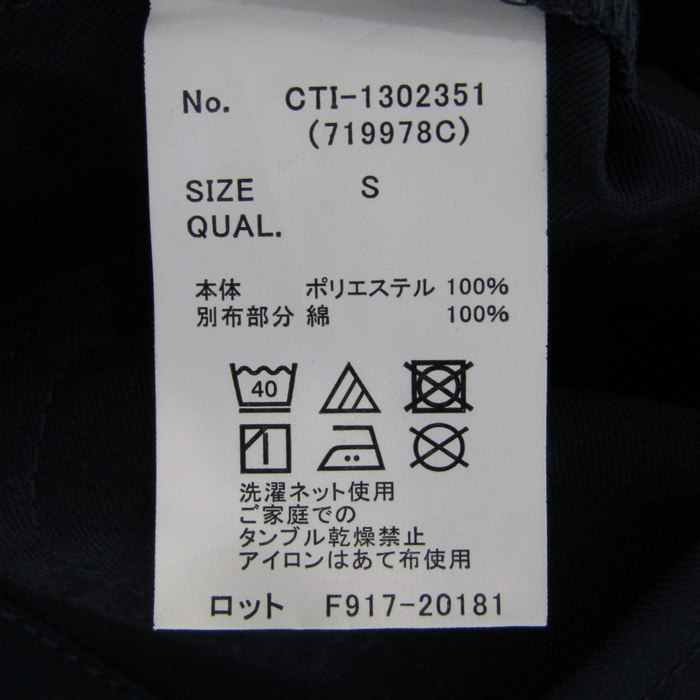 No. CTI-1302351
(719978C)
SIZE S
QUAL.
本体 ポリエステル 100%
別布部分 綿 100%
40
洗濯ネット使用
ご家庭での
タンブル乾燥禁止
アイロンはあて布使用
ロット F917-20181